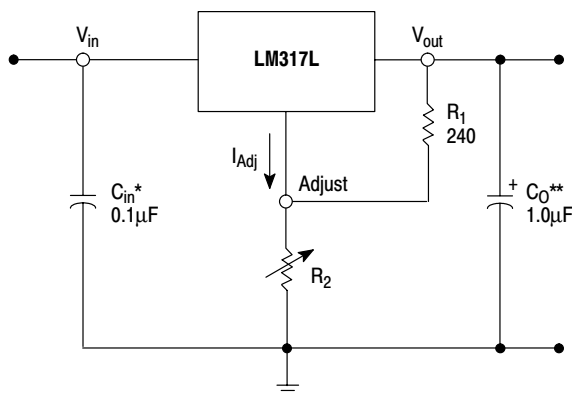 V_in
LM317L
V_out
R_1
240
I_Adj
Adjust
C_in*
0.1μF
+
C_O**
1.0μF
R_2